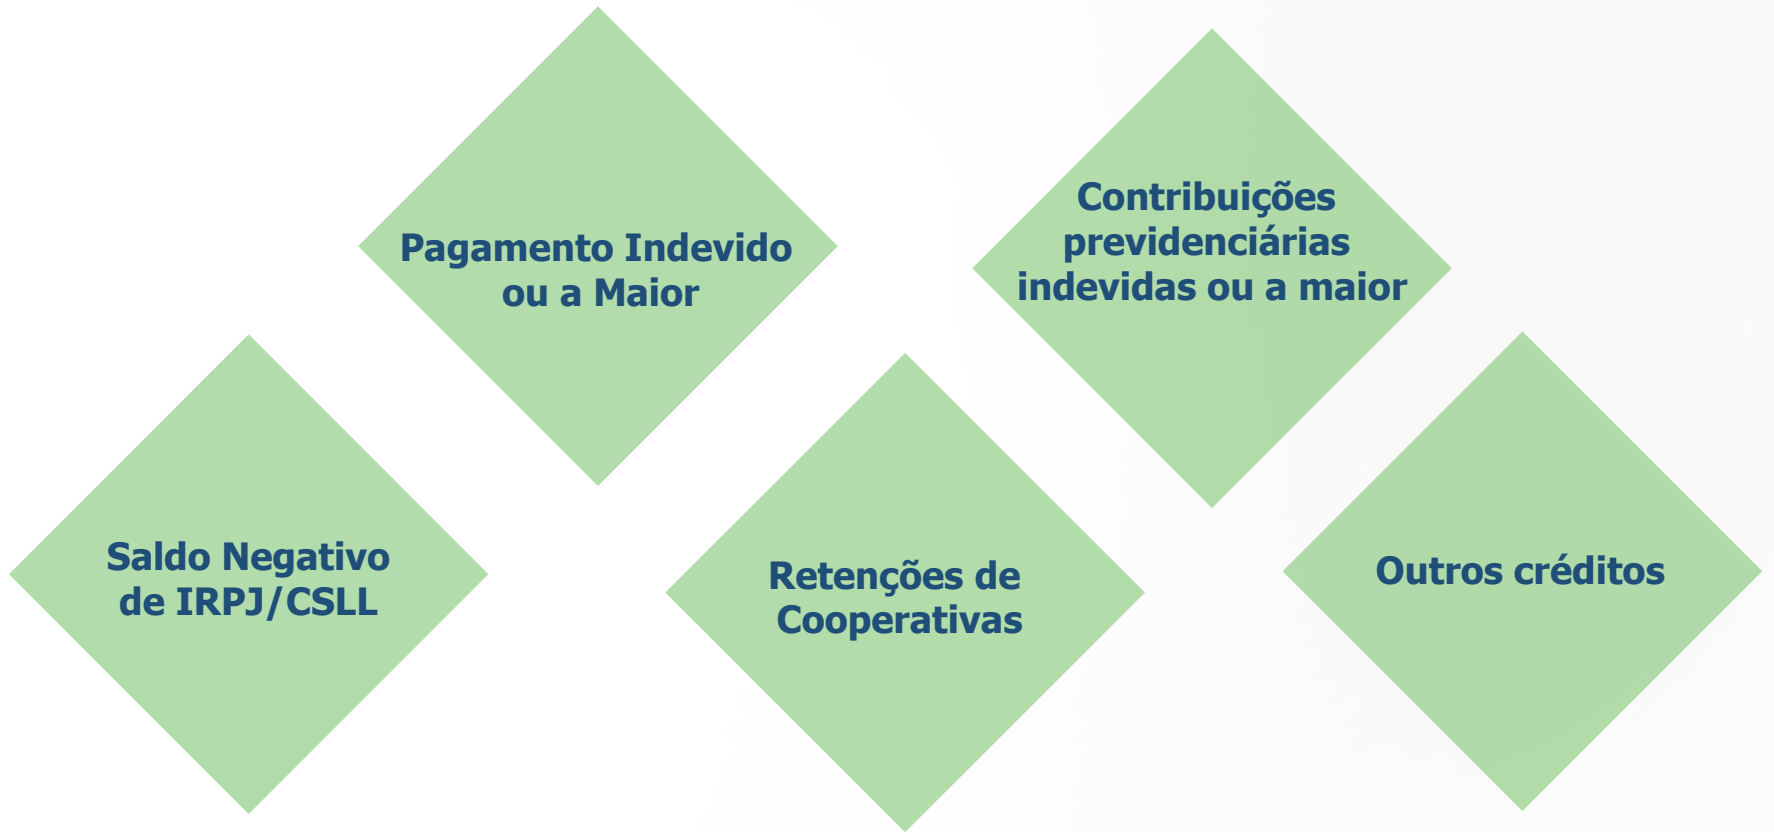 Pagamento Indevido
ou a Maior
Contribuições
previdenciárias
indevidas ou a maior
Saldo Negativo
de IRPJ/CSLL
Retenções de
Cooperativas
Outros créditos